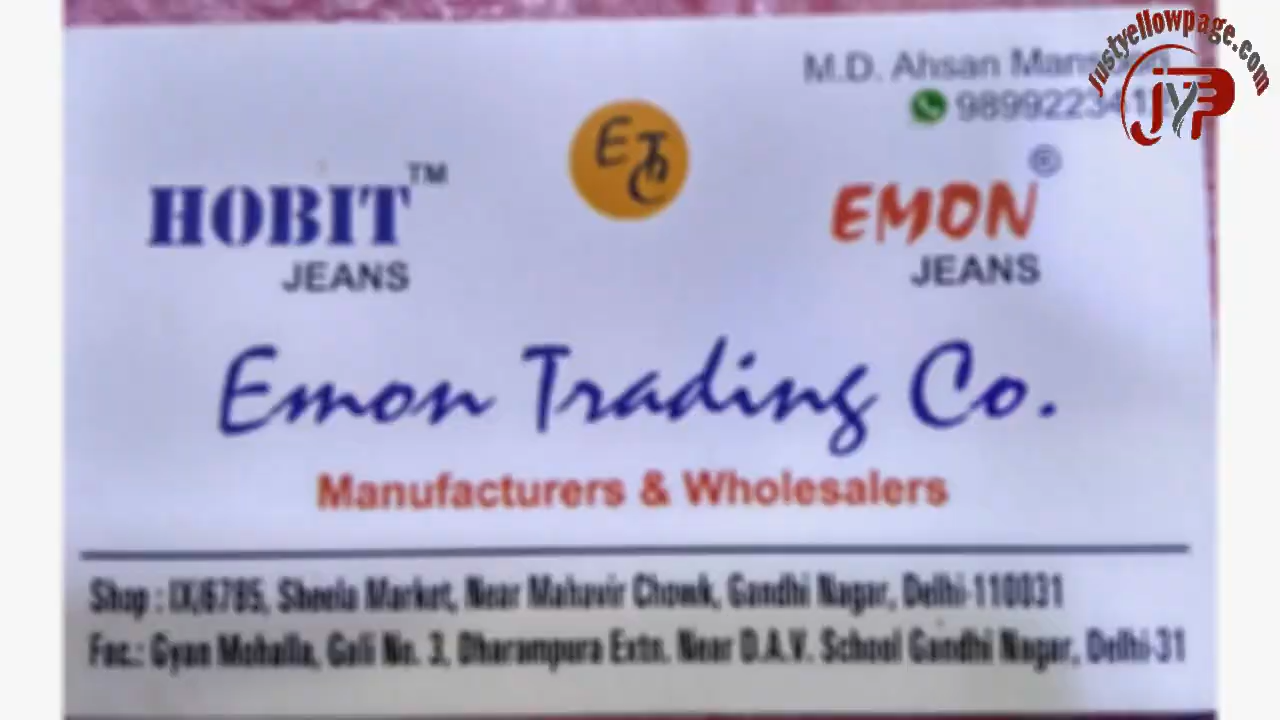 justyellowpage.com
JYP
M.D. Ahsan
HOBIT™
JEANS
ETC
EMON®
JEANS
Emon Trading Co.
Manufacturers & Wholesalers
Shop : IX/6785, Sheela Market, Near Mahavir Chowk, Gandhi Nagar, Delhi-110031
Fac.: Gyan Mohalla, Gali No. 3, Dharampura Extn. Near D.A.V. School Gandhi Nagar, Delhi-31